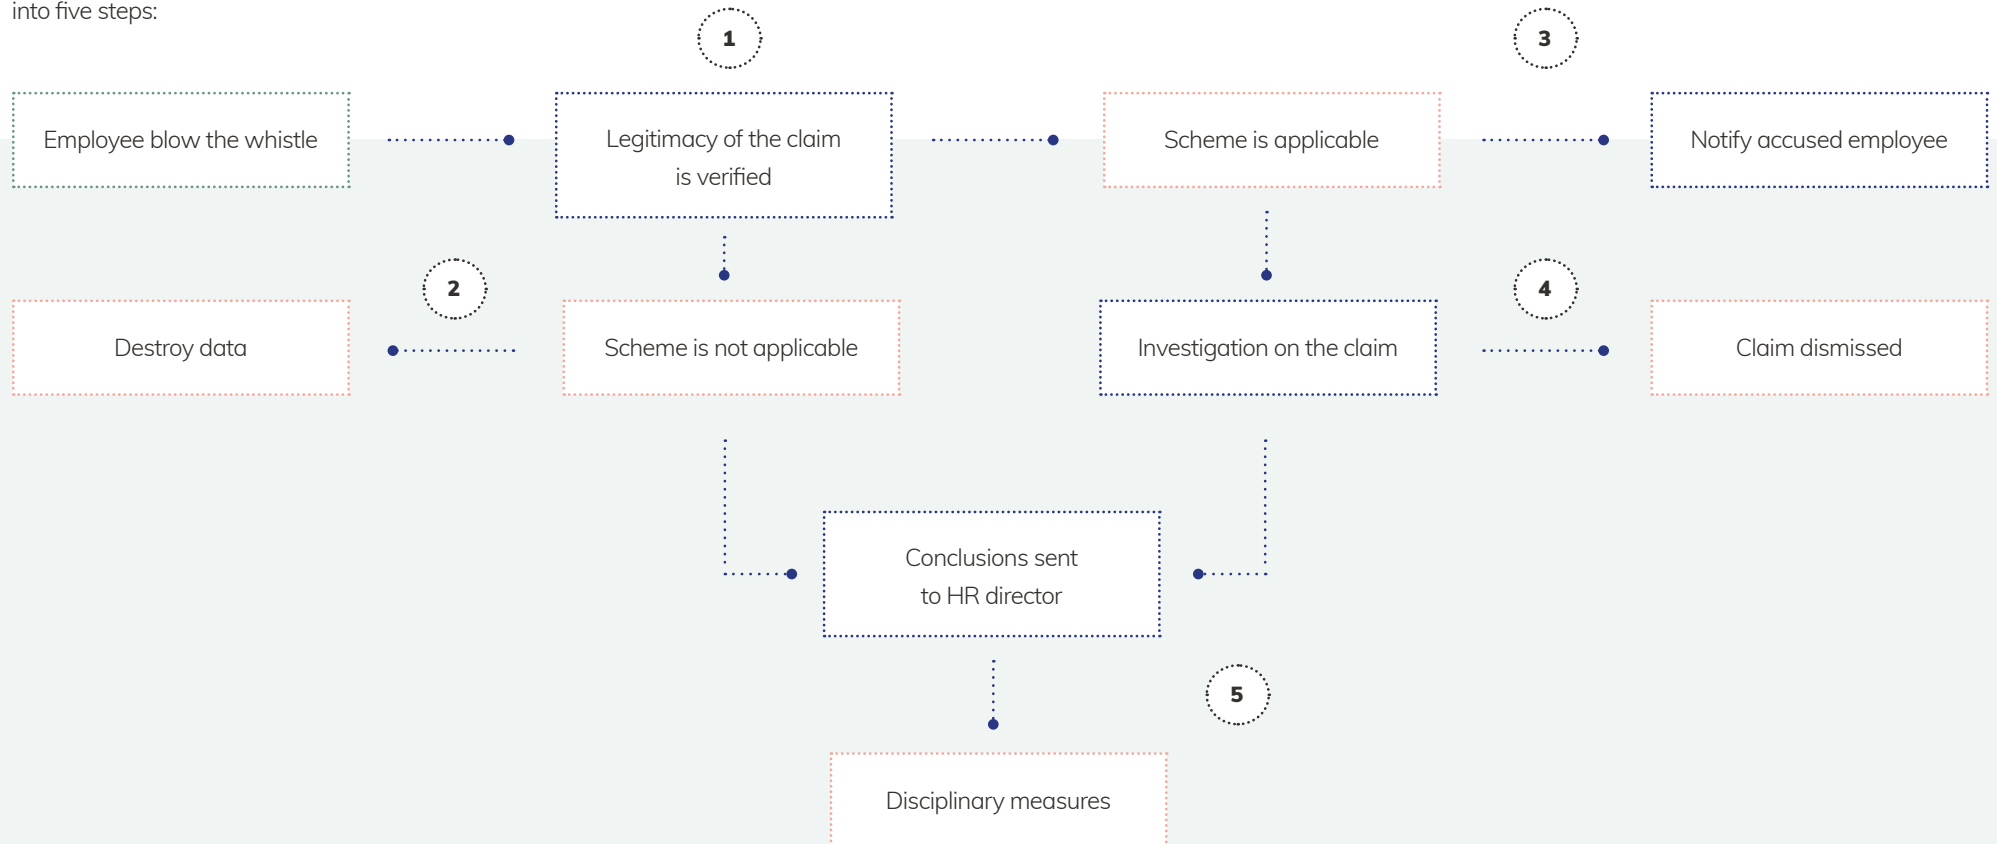 into five steps:
1
3
Employee blow the whistle
Legitimacy of the claim
is verified
Scheme is applicable
Notify accused employee
2
4
Destroy data
Scheme is not applicable
Investigation on the claim
Claim dismissed
Conclusions sent
to HR director
5
Disciplinary measures